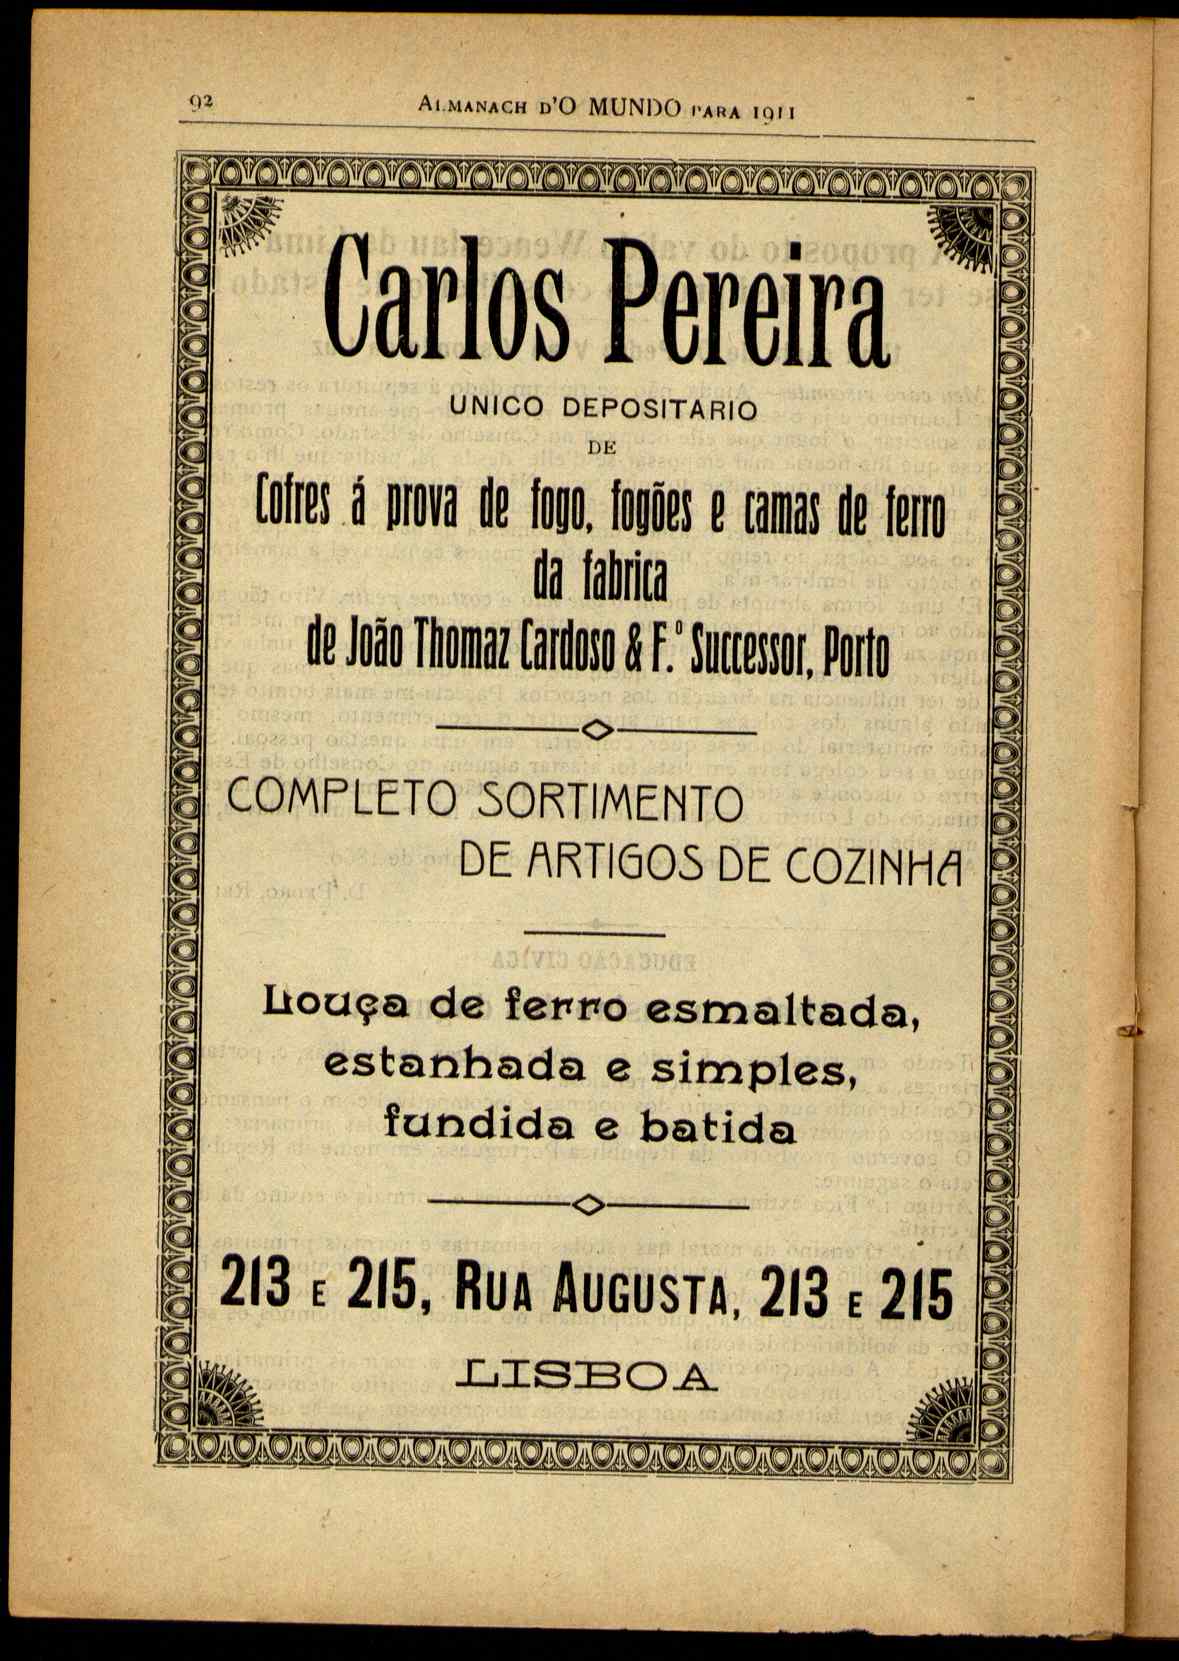 92
ALMANACH D'O MUNDO PARA 1911
Carlos Pereira
UNICO DEPOSITARIO
DE
Cofres á prova de fogo, fogões e camas de ferro
da fabrica
de João Thomaz Cardoso & F.º Successor, Porto
COMPLETO SORTIMENTO
DE ARTIGOS DE COZINHA
Louça de ferro esmaltada,
estanhada e simples,
fundida e batida
213 E 215, RUA AUGUSTA, 213 E 215
LISBOA